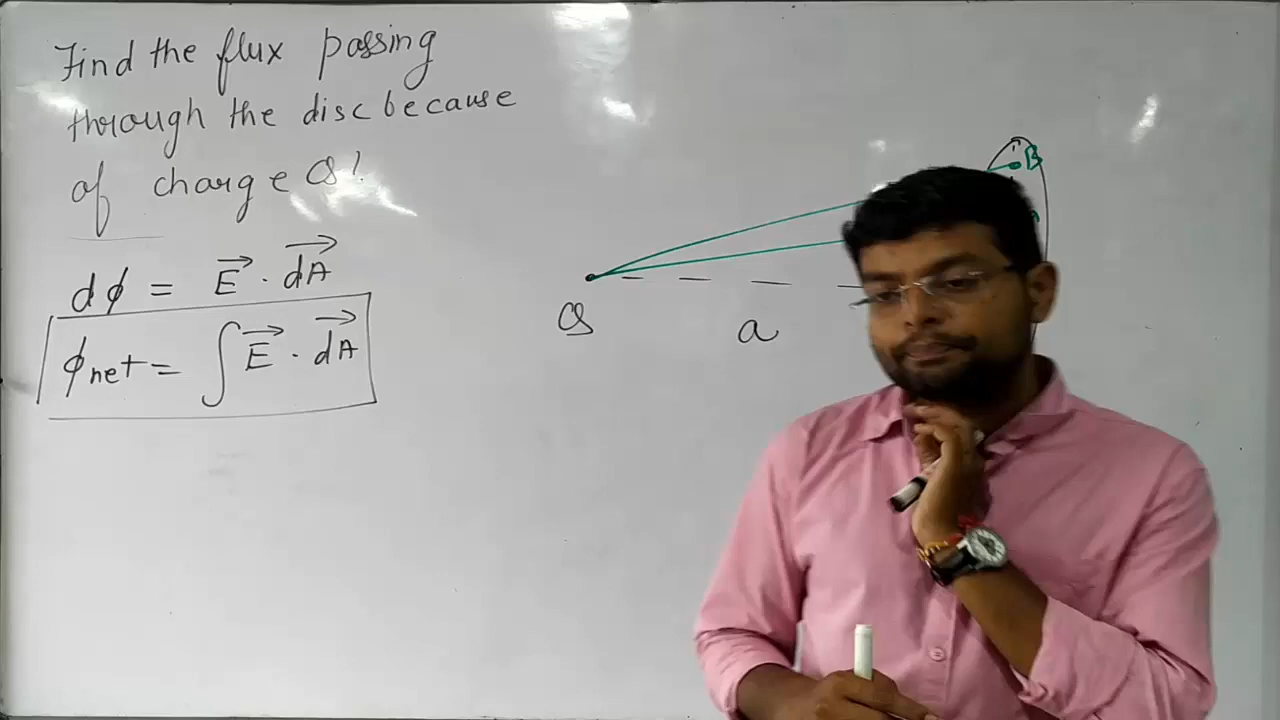 Find the flux passing
through the disc because
of charge Q!
dϕ = E⃗ · dA⃗
ϕnet = ∫ E⃗ · dA⃗
B
Q
a